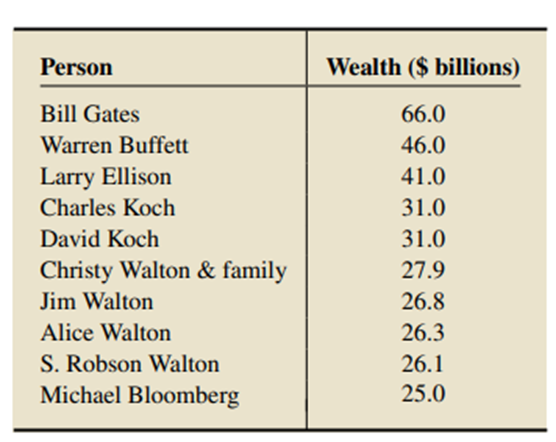 Person Wealth ($ billions)
Bill Gates 66.0
Warren Buffett 46.0
Larry Ellison 41.0
Charles Koch 31.0
David Koch 31.0
Christy Walton & family 27.9
Jim Walton 26.8
Alice Walton 26.3
S. Robson Walton 26.1
Michael Bloomberg 25.0